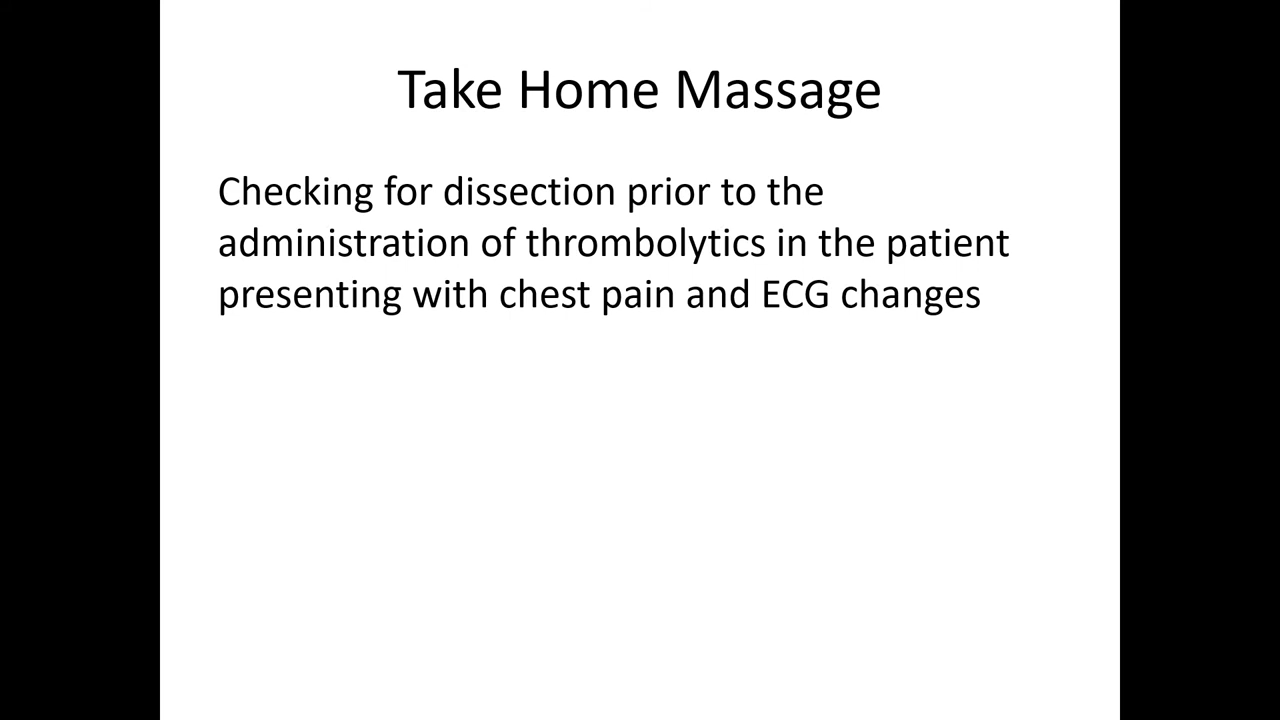 Take Home Massage
Checking for dissection prior to the
administration of thrombolytics in the patient
presenting with chest pain and ECG changes